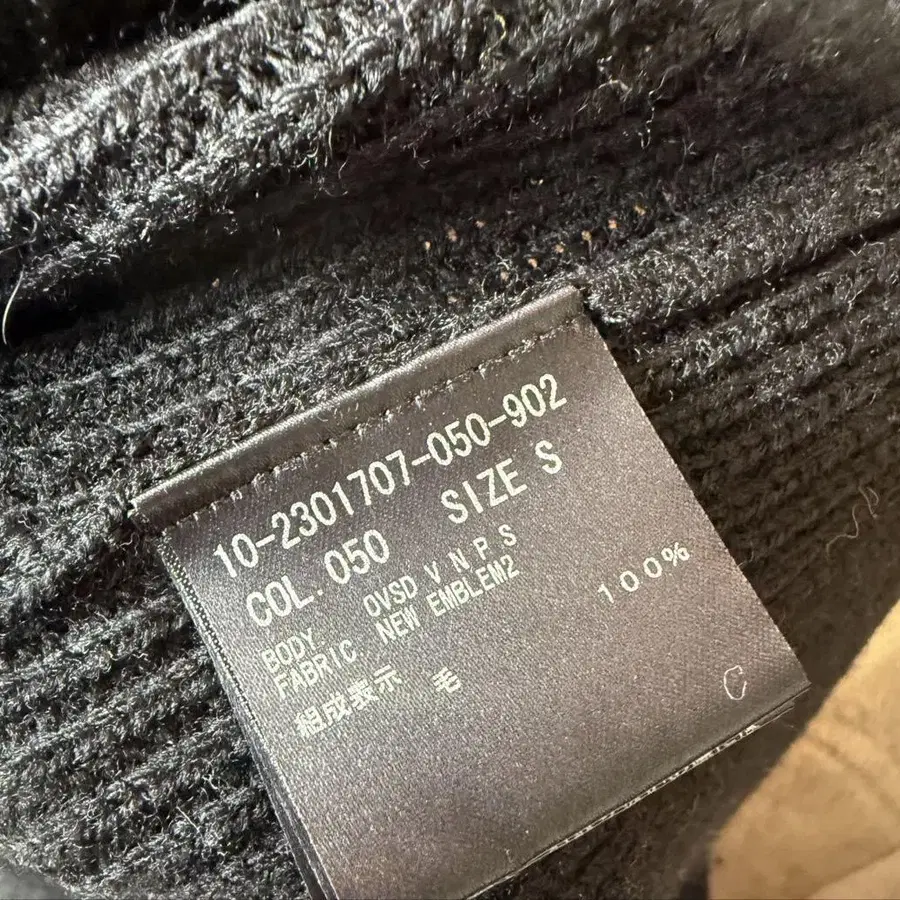 10-2301707-050-902
COL. 050 SIZE S
BODY OVSD V N P S
FABRIC NEW EMBLEM2
組成表示 毛 100%
C